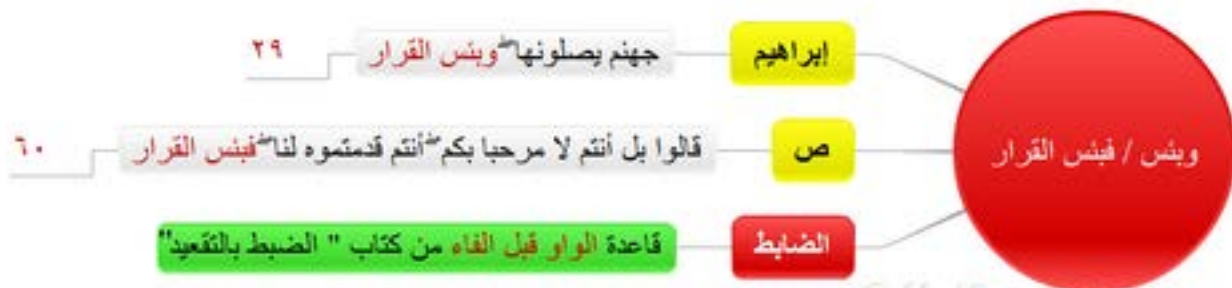 وبئس / فبئس القرار
إبراهيم
جهنم يصلونها ۖ وبئس القرار
٢٩
ص
قالوا بل أنتم لا مرحبا بكم ۖ أنتم قدمتموه لنا ۖ فبئس القرار
٦٠
الضابط
قاعدة الواو قبل الفاء من كتاب " الضبط بالتقعيد"